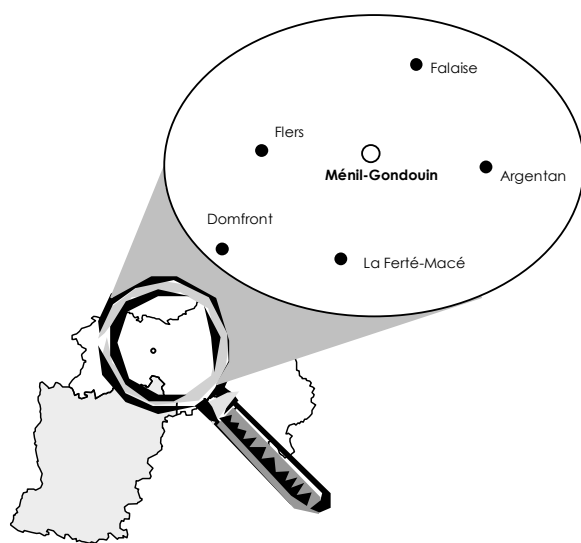 Falaise
Flers
Ménil-Gondouin
Argentan
Domfront
La Ferté-Macé